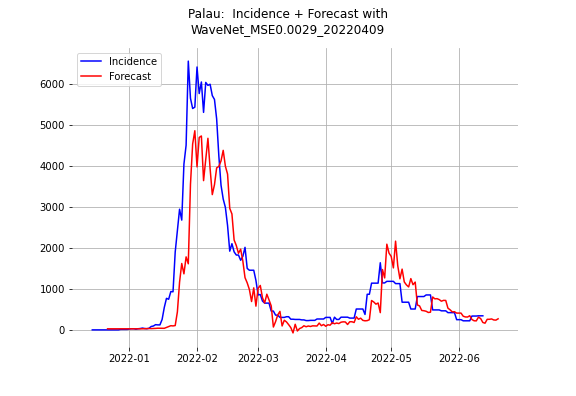 Palau:  Incidence + Forecast with
WaveNet_MSE0.0029_20220409
Incidence
Forecast
6000
5000
4000
3000
2000
1000
0
2022-01 2022-02 2022-03 2022-04 2022-05 2022-06